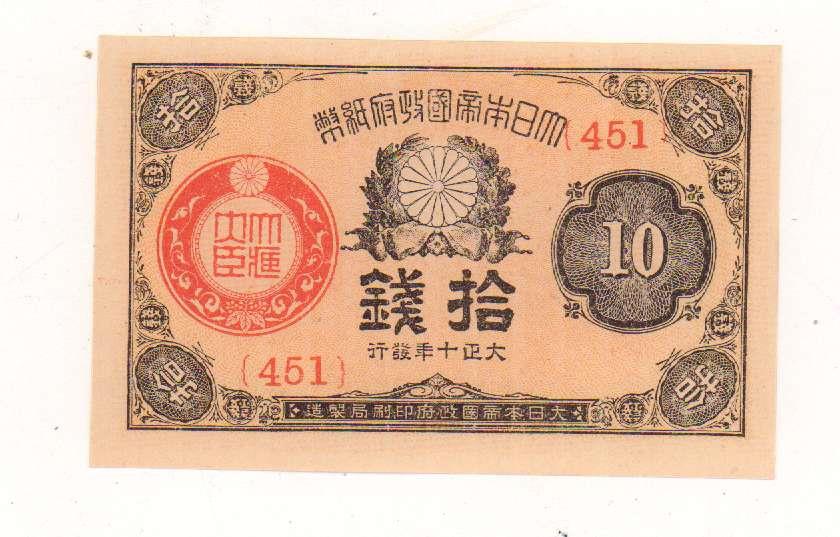 拾
拾
大日本帝國政府紙幣
{451}
大藏
大臣
10
拾錢
大正十年發行
{451}
拾
拾
大日本帝國政府印刷局製造